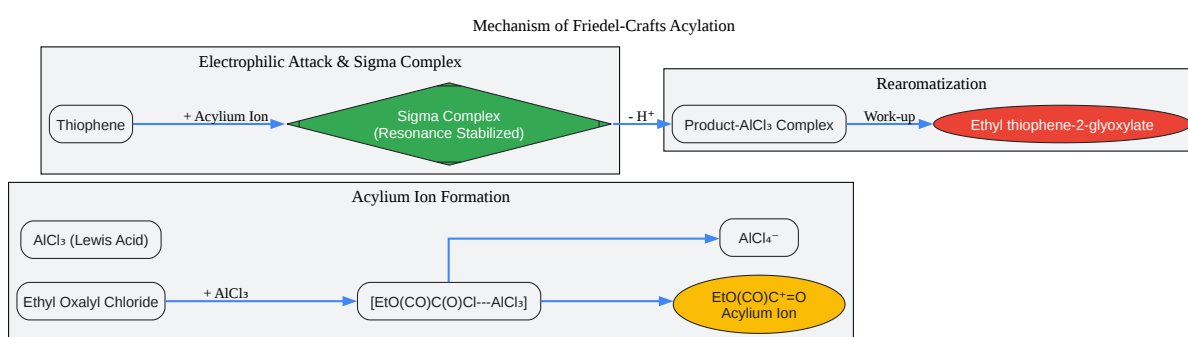 Mechanism of Friedel-Crafts Acylation
Electrophilic Attack & Sigma Complex
Thiophene
+ Acylium Ion
Sigma Complex
(Resonance Stabilized)
- H⁺
Rearomatization
Product-AlCl₃ Complex
Work-up
Ethyl thiophene-2-glyoxylate
Acylium Ion Formation
AlCl₃ (Lewis Acid)
AlCl₄⁻
Ethyl Oxalyl Chloride
+ AlCl₃
[EtO(CO)C(O)Cl---AlCl₃]
EtO(CO)C⁺=O
Acylium Ion